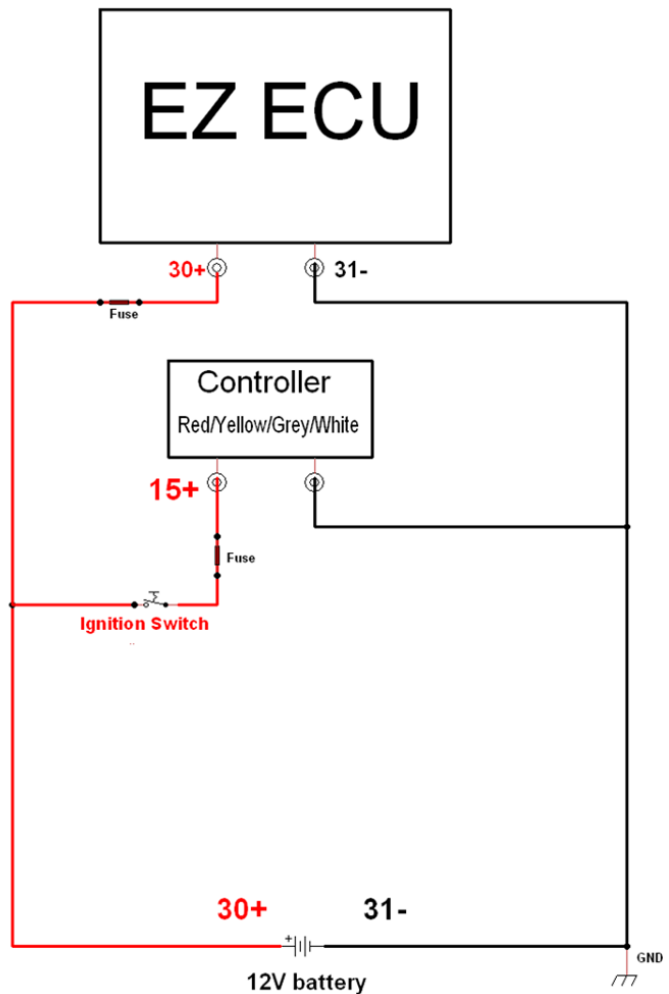 EZ ECU
30+
31-
Fuse
Controller
Red/Yellow/Grey/White
15+
Fuse
Ignition Switch
30+
31-
+
GND
12V battery